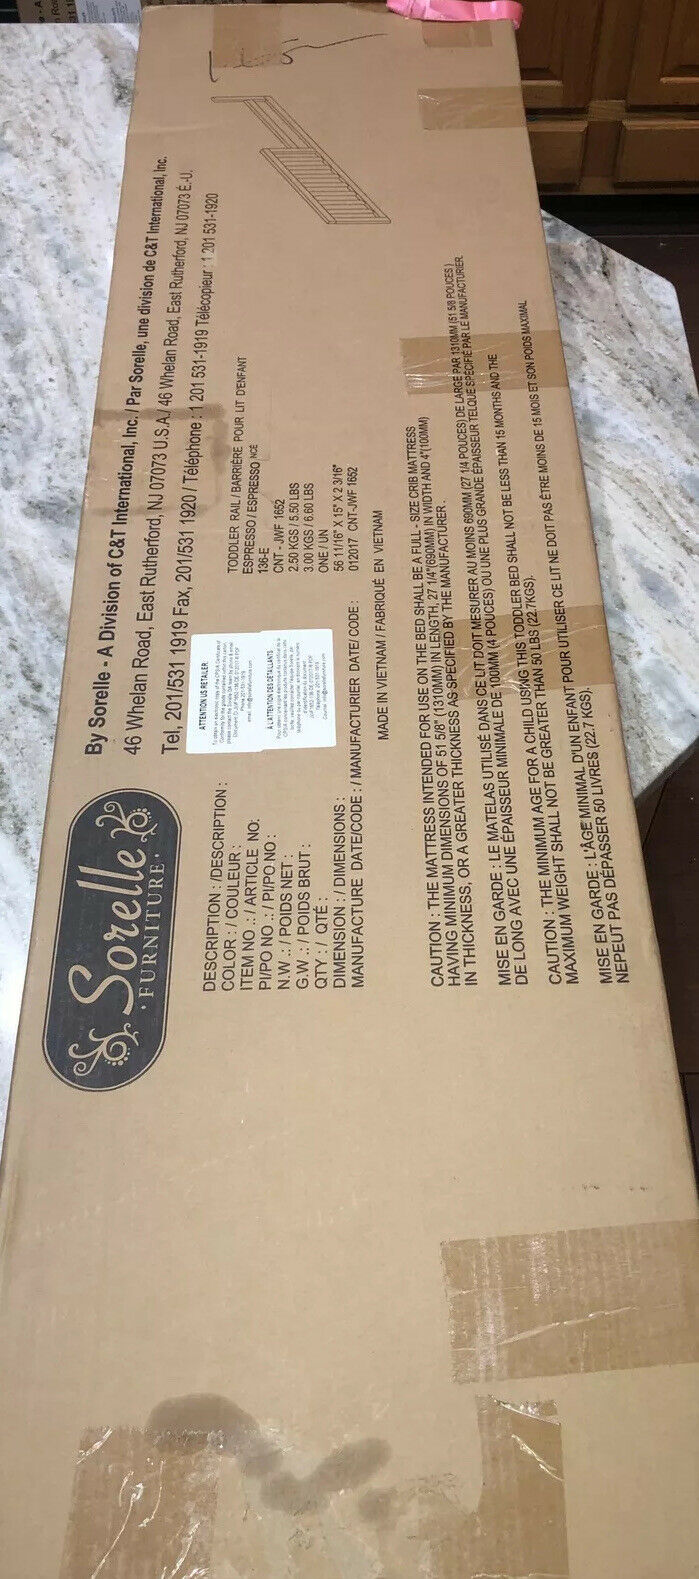 Sorelle
· FURNITURE ·
By Sorelle - A Division of C&T International, Inc. / Par Sorelle, une division de C&T International, Inc.
46 Whelan Road, East Rutherford, NJ 07073 U.S.A./ 46 Whelan Road, East Rutherford, NJ 07073 É.-U.
Tel, 201/531 1919 Fax, 201/531 1920 / Téléphone : 1 201 531-1919 Télécopieur : 1 201 531-1920
ATTENTION US RETAILER
À L'ATTENTION DES DÉTAILLANTS
DESCRIPTION : /DESCRIPTION : TODDLER RAIL / BARRIÈRE POUR LIT D'ENFANT
COLOR : / COULEUR : ESPRESSO / ESPRESSO NCÉ
ITEM NO .: / ARTICLE NO: 136-E
PI/PO NO .: / PI/PO NO : CNT - JWF 1652
N.W. : / POIDS NET : 2.50 KGS / 5.50 LBS
G.W. : / POIDS BRUT : 3.00 KGS / 6.60 LBS
QTY : / QTÉ : ONE / UN
DIMENSION : / DIMENSIONS : 56 11/16" X 15" X 2 3/16"
MANUFACTURE DATE/CODE : / MANUFACTURIER DATE/ CODE : 012017 CNT-JWF 1652
MADE IN VIETNAM / FABRIQUÉ EN VIETNAM
CAUTION : THE MATTRESS INTENDED FOR USE ON THE BED SHALL BE A FULL - SIZE CRIB MATTRESS
HAVING MINIMUM DIMENSIONS OF 51 5/8" (1310MM) IN LENGTH, 27 1/4"(690MM) IN WIDTH AND 4"(100MM)
IN THICKNESS, OR A GREATER THICKNESS AS SPECIFIED BY THE MANUFACTURER .
MISE EN GARDE : LE MATELAS UTILISÉ DANS CE LIT DOIT MESURER AU MOINS 690MM (27 1/4 POUCES) DE LARGE PAR 1310MM (51 5/8 POUCES )
DE LONG AVEC UNE ÉPAISSEUR MINIMALE DE 100MM (4 POUCES) OU UNE PLUS GRANDE ÉPAISSEUR TELQUE SPÉCIFIÉ PAR LE MANUFACTURIER.
CAUTION : THE MINIMUM AGE FOR A CHILD USING THIS TODDLER BED SHALL NOT BE LESS THAN 15 MONTHS AND THE
MAXIMUM WEIGHT SHALL NOT BE GREATER THAN 50 LBS (22.7KGS).
MISE EN GARDE : L'ÂGE MINIMAL D'UN ENFANT POUR UTILISER CE LIT NE DOIT PAS ÊTRE MOINS DE 15 MOIS ET SON POIDS MAXIMAL
NEPEUT PAS DÉPASSER 50 LIVRES (22.7 KGS).